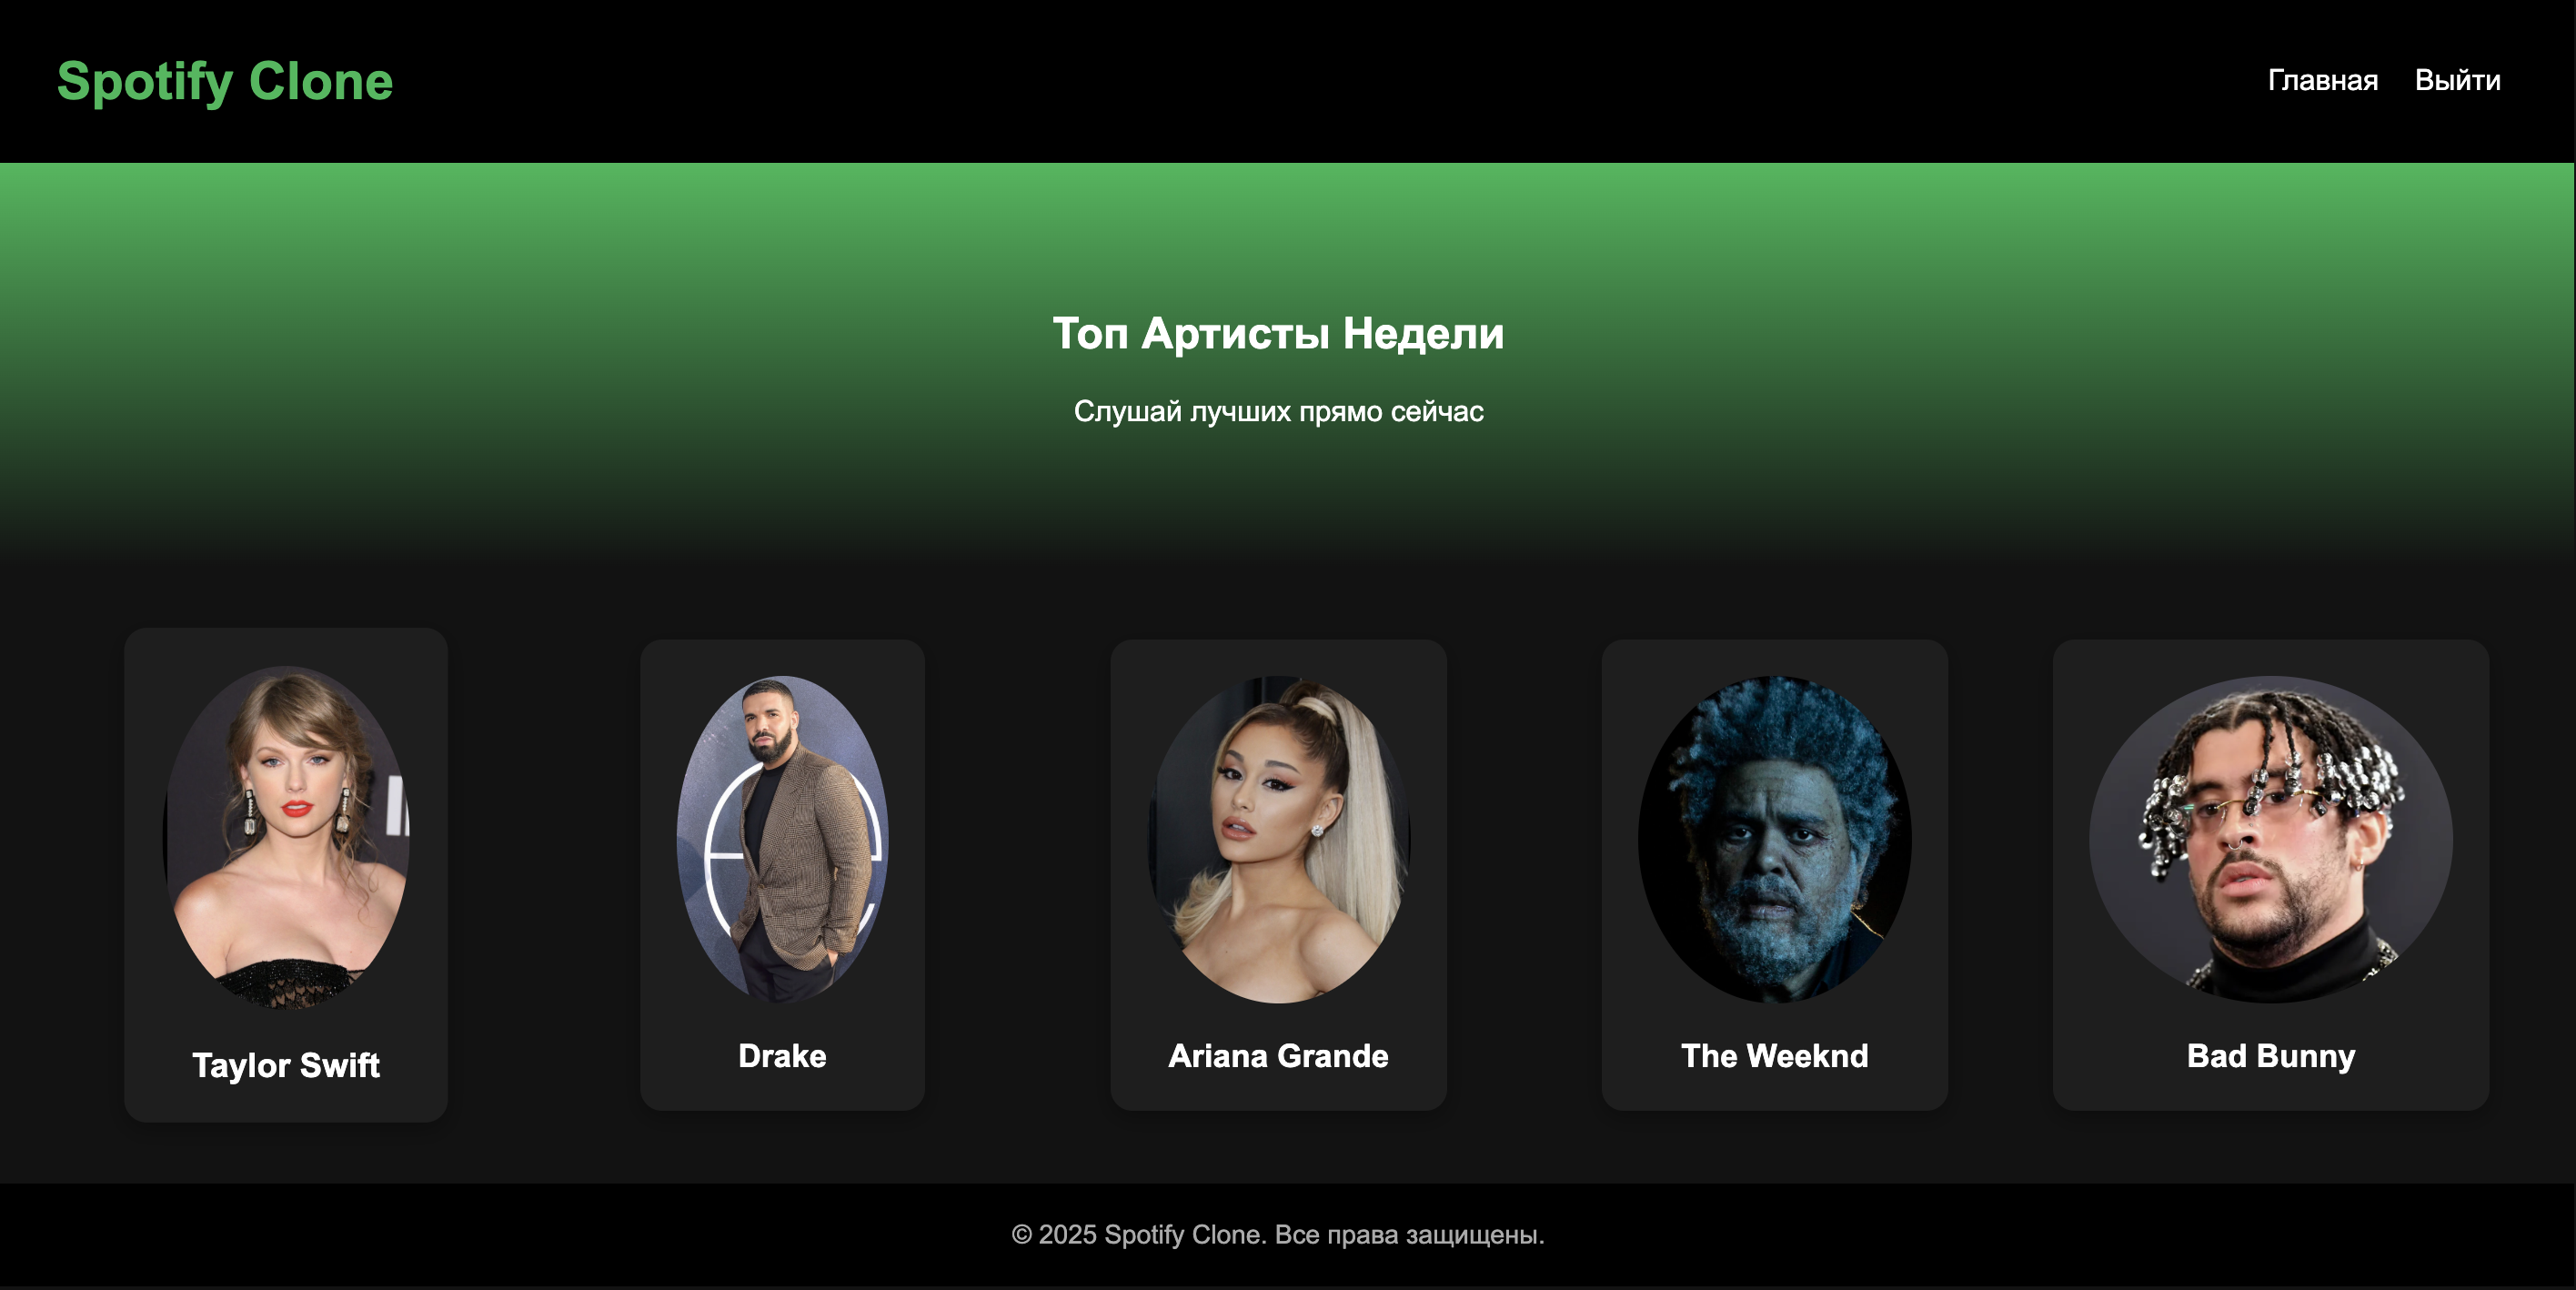 Spotify Clone
Главная Выйти
Топ Артисты Недели
Слушай лучших прямо сейчас
Taylor Swift
Drake
Ariana Grande
The Weeknd
Bad Bunny
© 2025 Spotify Clone. Все права защищены.